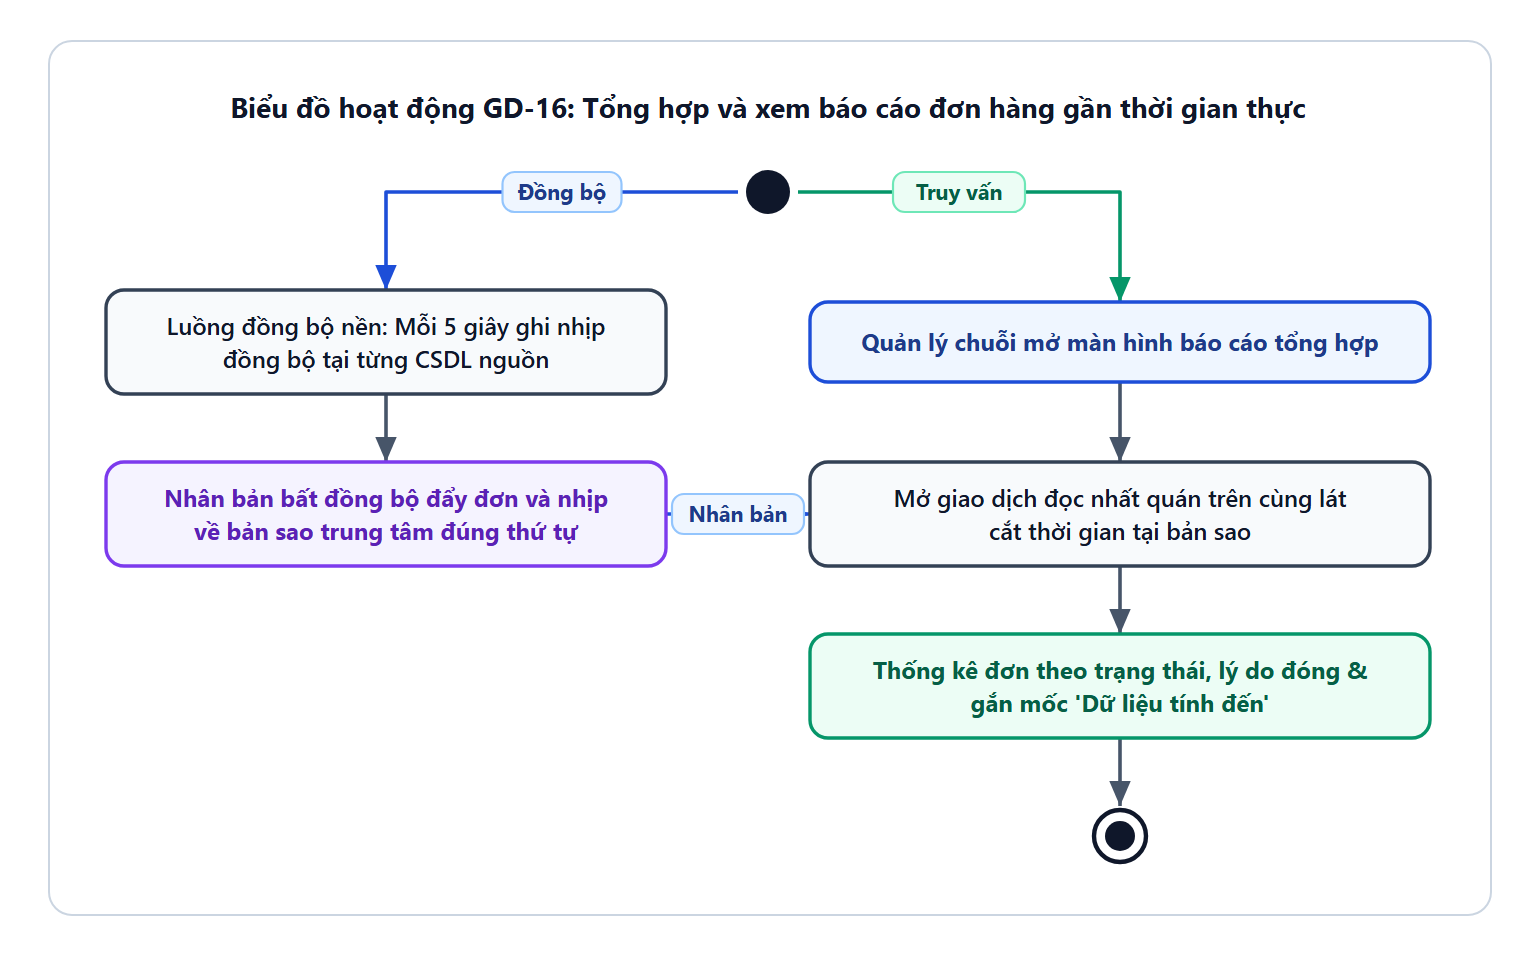 Biểu đồ hoạt động GD-16: Tổng hợp và xem báo cáo đơn hàng gần thời gian thực
Đồng bộ
Truy vấn
Luồng đồng bộ nền: Mỗi 5 giây ghi nhịp
đồng bộ tại từng CSDL nguồn
Quản lý chuỗi mở màn hình báo cáo tổng hợp
Nhân bản bất đồng bộ đẩy đơn và nhịp
về bản sao trung tâm đúng thứ tự
Nhân bản
Mở giao dịch đọc nhất quán trên cùng lát
cắt thời gian tại bản sao
Thống kê đơn theo trạng thái, lý do đóng &
gắn mốc 'Dữ liệu tính đến'